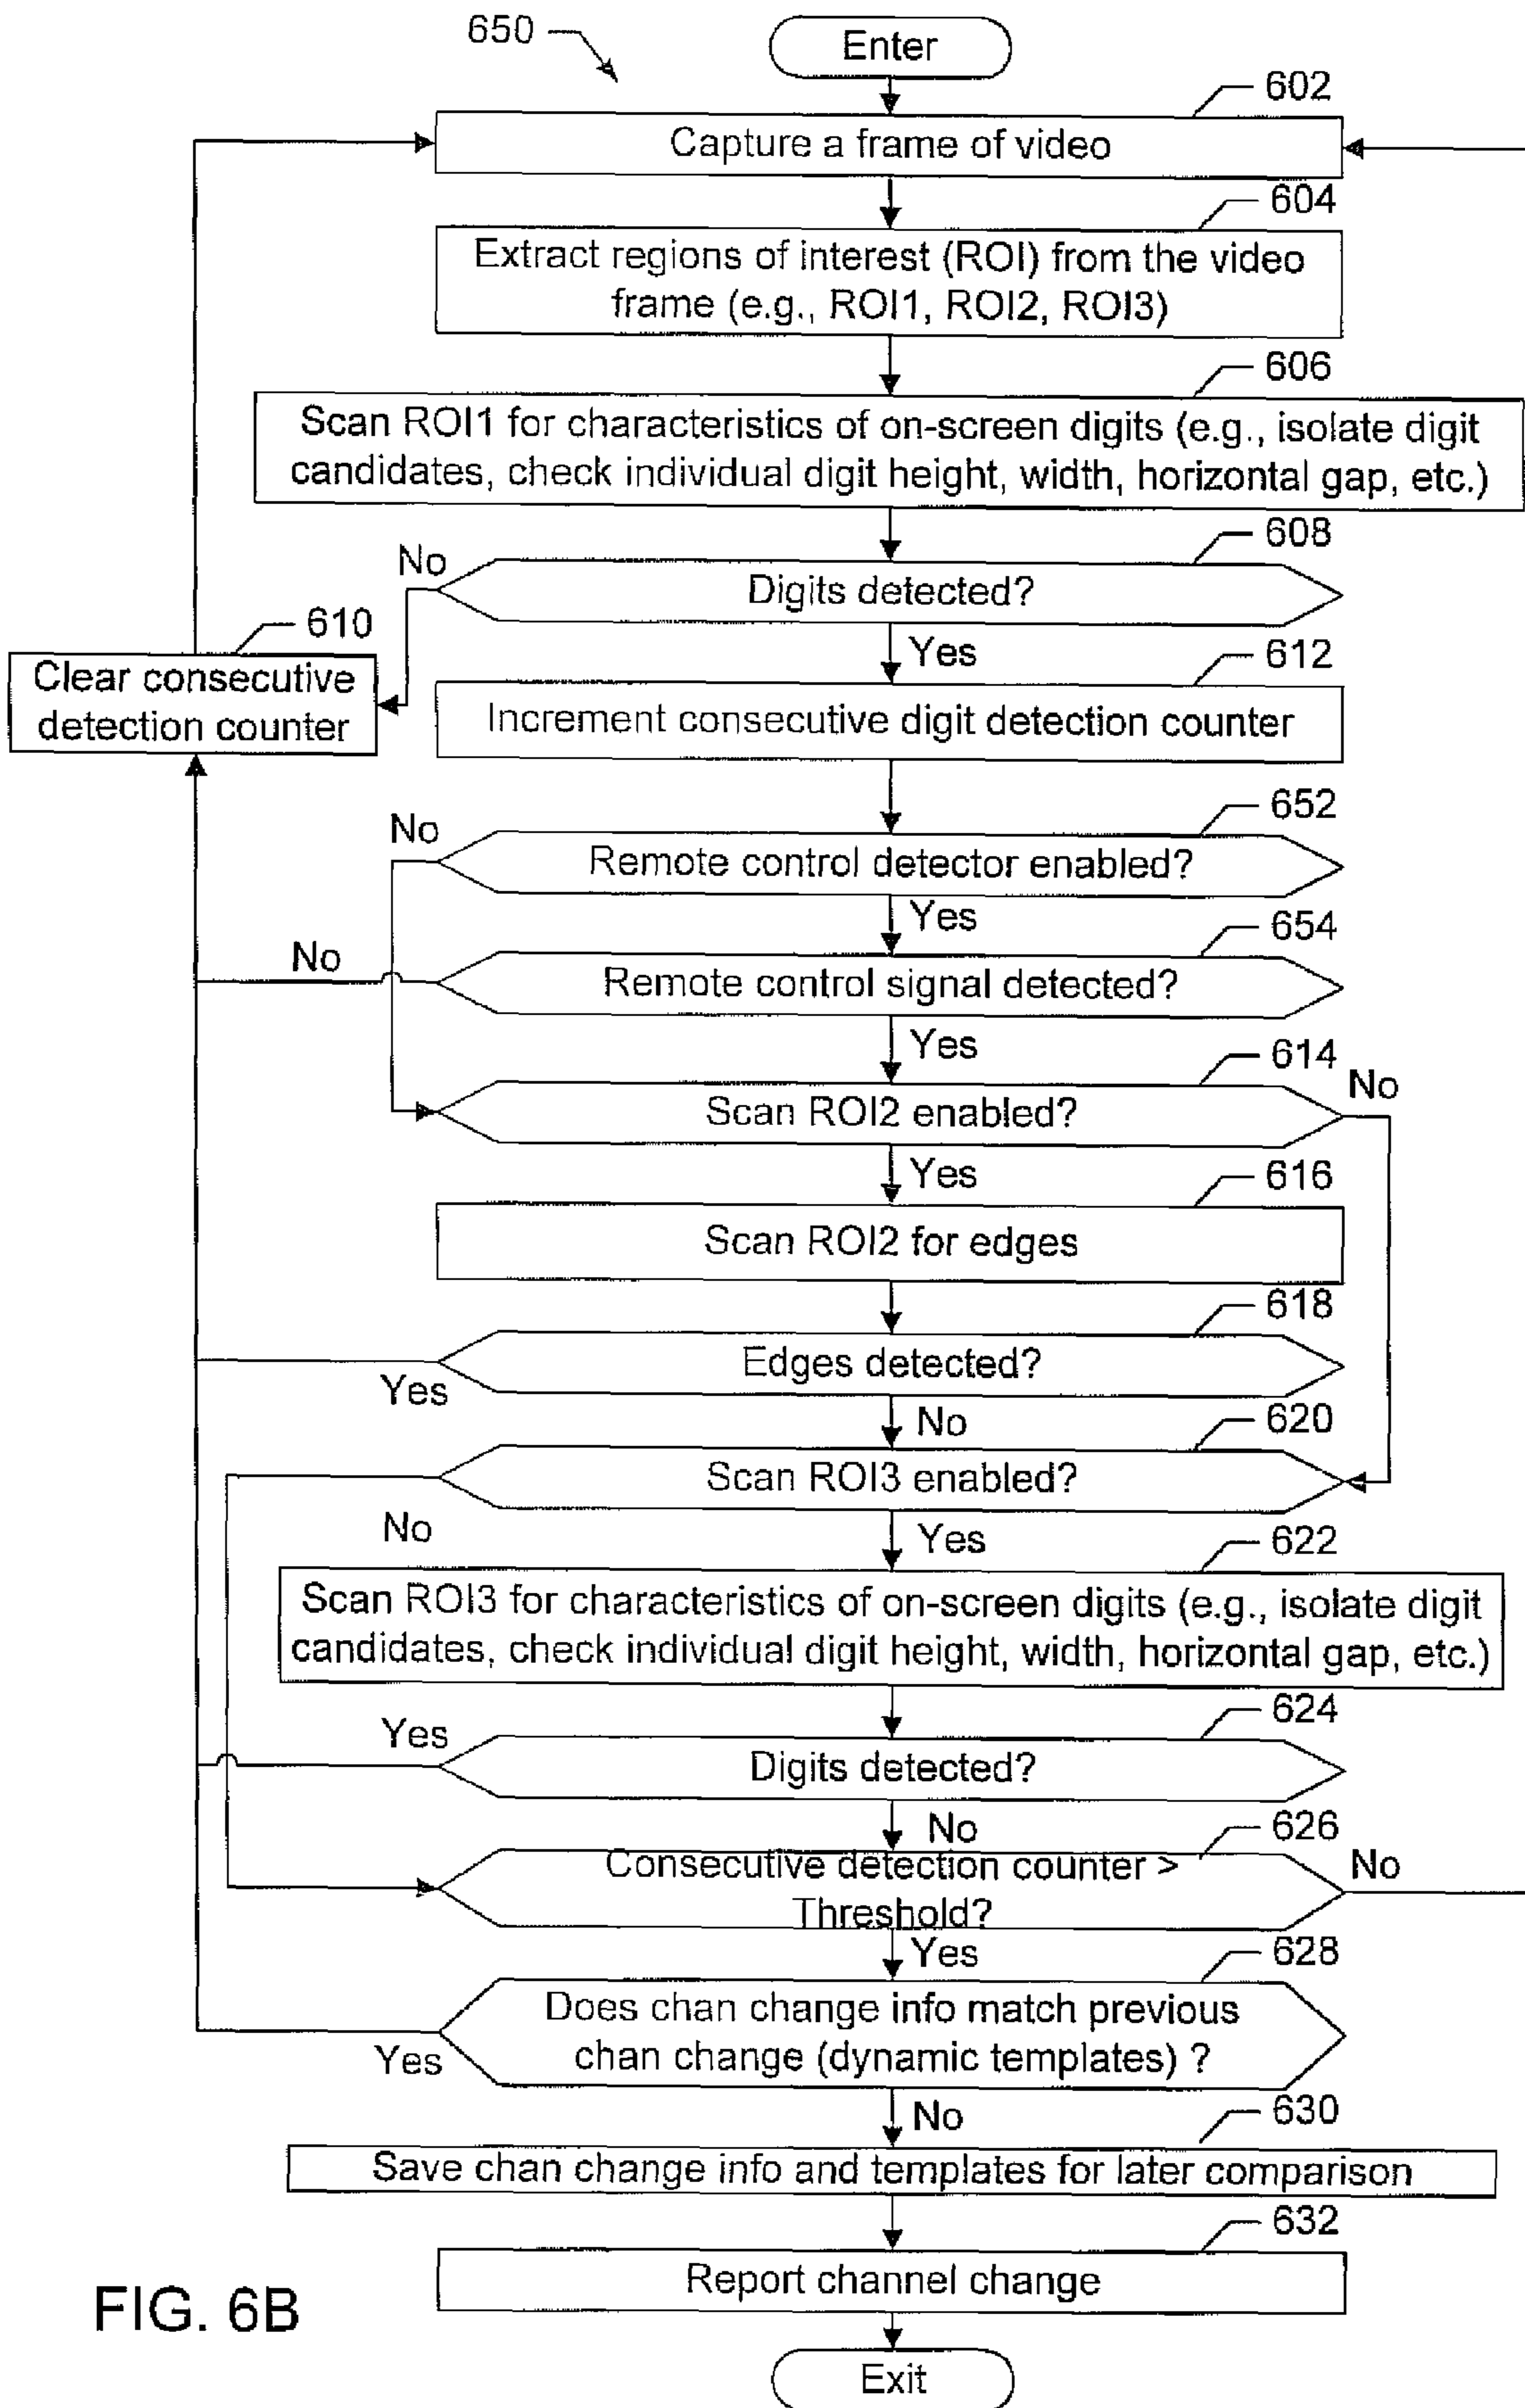 650
Enter
602
Capture a frame of video
604
Extract regions of interest (ROI) from the video
frame (e.g., ROI1, ROI2, ROI3)
606
Scan ROI1 for characteristics of on-screen digits (e.g., isolate digit
candidates, check individual digit height, width, horizontal gap, etc.)
608
No
Digits detected?
610
Yes
612
Clear consecutive
detection counter
Increment consecutive digit detection counter
652
No
Remote control detector enabled?
Yes
654
No
Remote control signal detected?
Yes
614
No
Scan ROI2 enabled?
Yes
616
Scan ROI2 for edges
618
Edges detected?
Yes
No
620
Scan ROI3 enabled?
No
Yes
622
Scan ROI3 for characteristics of on-screen digits (e.g., isolate digit
candidates, check individual digit height, width, horizontal gap, etc.)
624
Yes
Digits detected?
No
626
Consecutive detection counter >
Threshold?
No
Yes
628
Does chan change info match previous
chan change (dynamic templates) ?
Yes
No
630
Save chan change info and templates for later comparison
632
Report channel change
FIG. 6B
Exit